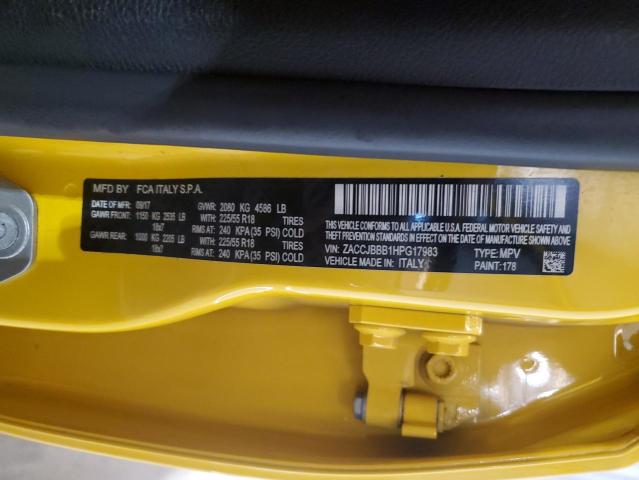 MFD BY FCA ITALY S.P.A.
DATE OF MFR: 09/17 GVWR: 2080 KG 4586 LB
GAWR FRONT: 1150 KG 2535 LB WITH: 225/55 R18 TIRES
18x7 RIMS AT: 240 KPA (35 PSI) COLD
GAWR REAR: 1000 KG 2205 LB WITH: 225/55 R18 TIRES
18x7 RIMS AT: 240 KPA (35 PSI) COLD
THIS VEHICLE CONFORMS TO ALL APPLICABLE U.S.A. FEDERAL MOTOR VEHICLE SAFETY AND
THEFT PREVENTION STANDARDS IN EFFECT ON THE DATE OF MANUFACTURE SHOWN ABOVE.
VIN: ZACCJBBB1HPG17983 TYPE: MPV
VEHICLE MADE IN: ITALY PAINT: 178